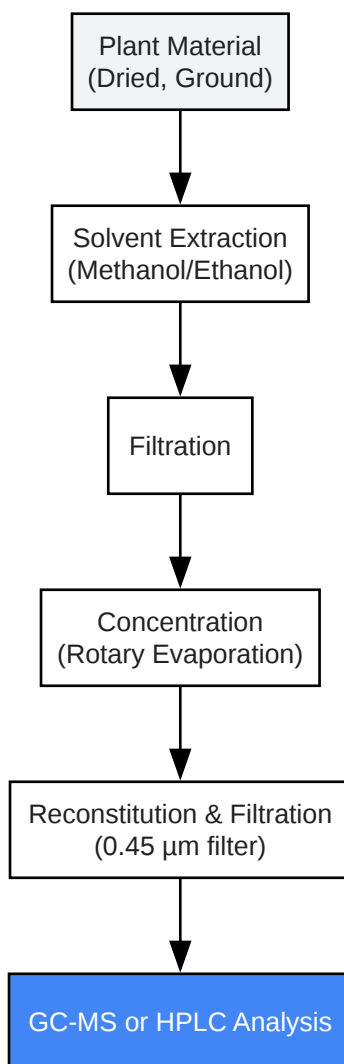 Plant Material
(Dried, Ground)
Solvent Extraction
(Methanol/Ethanol)
Filtration
Concentration
(Rotary Evaporation)
Reconstitution & Filtration
(0.45 µm filter)
GC-MS or HPLC Analysis